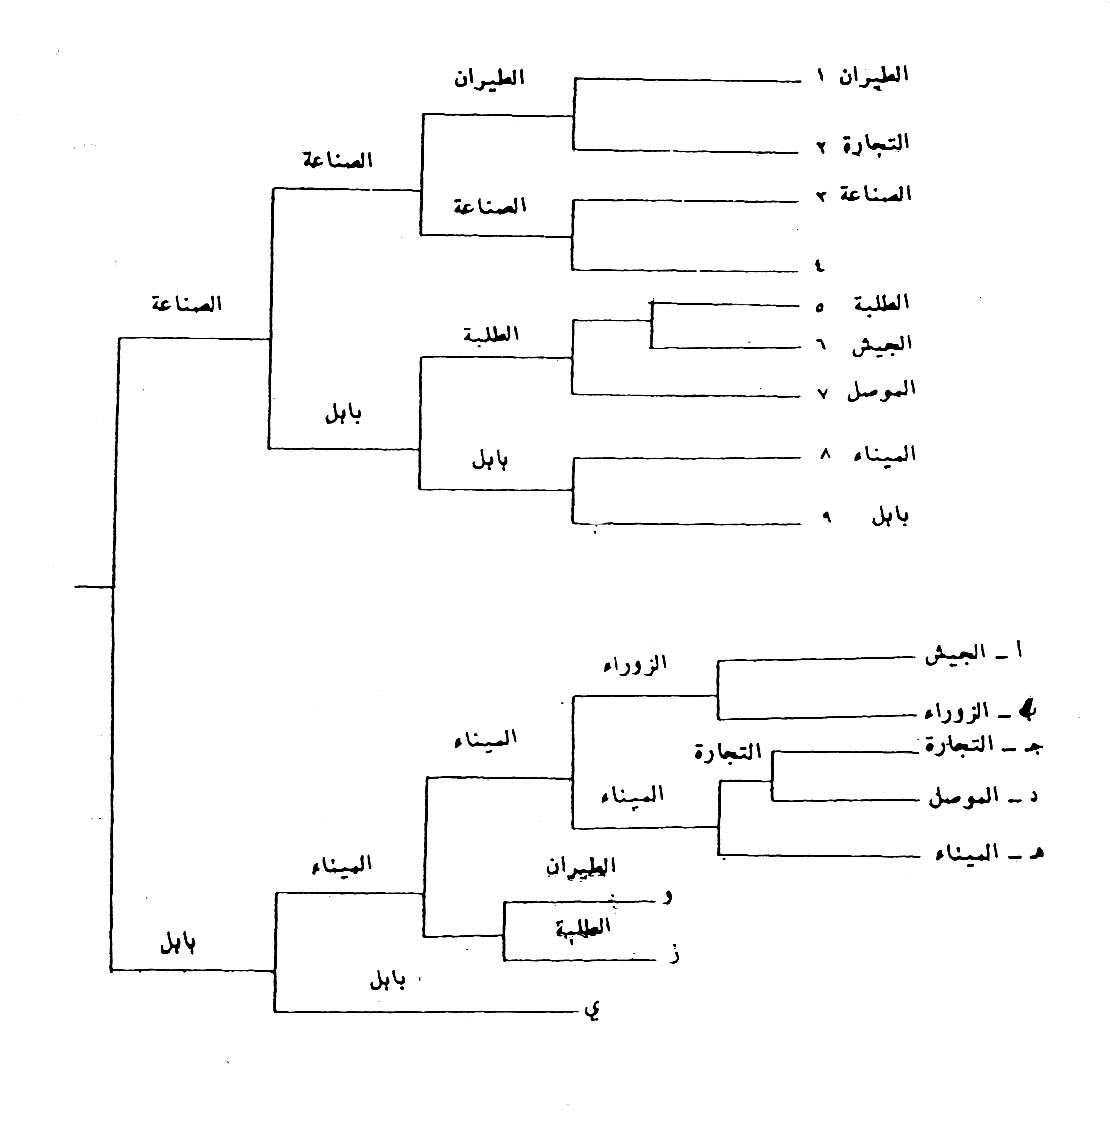 الطيران ١ الطيران
التجارة ٢
الصناعة
الصناعة ٣ الصناعة
٤
الصناعة
الطلبة ٥
الطلبة
الجيش ٦
الموصل ٧
بابل
الميناء ٨
بابل
بابل ٩
أ - الجيش
الزوراء
ب - الزوراء
الميناء
جـ - التجارة
التجارة
د - الموصل
الميناء
هـ - الميناء
الميناء
الطيران
و
الطلبة
بابل
ز
بابل
ي